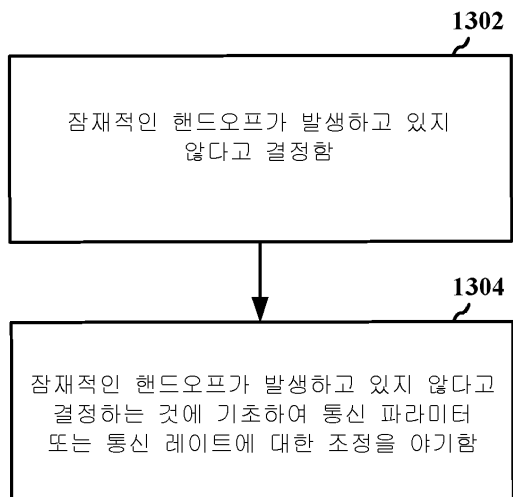 1302
잠재적인 핸드오프가 발생하고 있지
않다고 결정함
1304
잠재적인 핸드오프가 발생하고 있지 않다고
결정하는 것에 기초하여 통신 파라미터
또는 통신 레이트에 대한 조정을 야기함